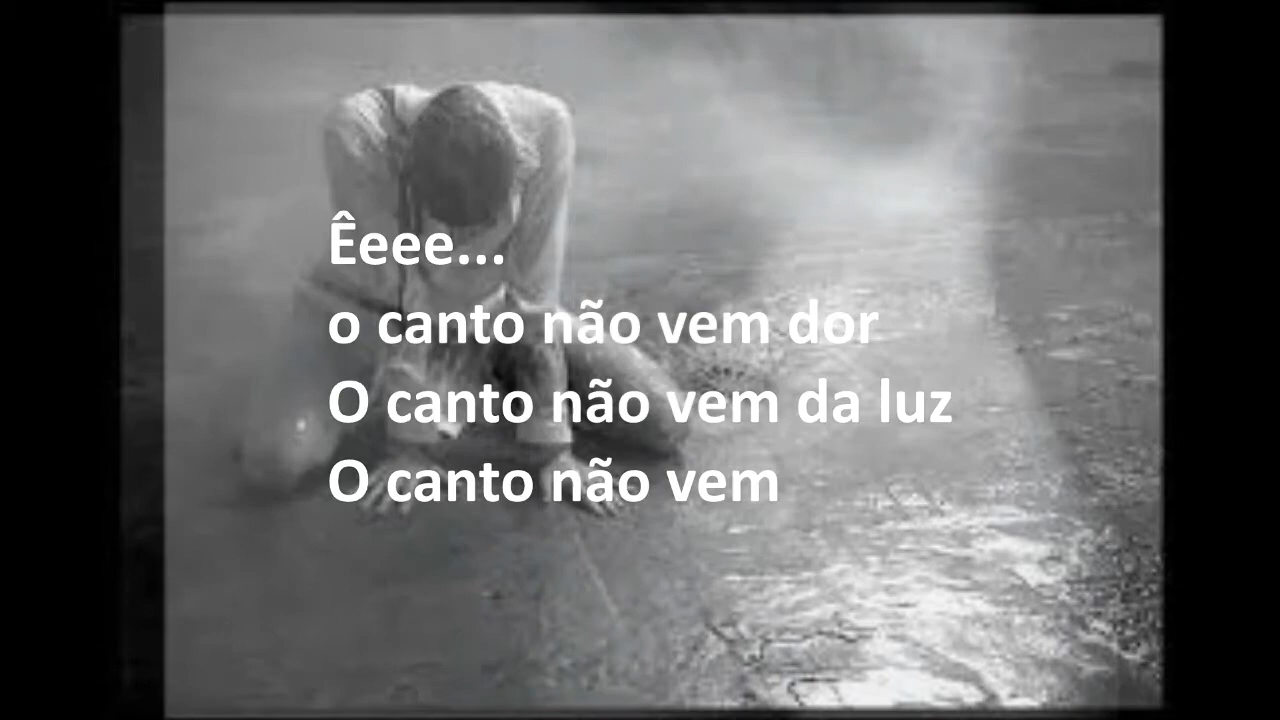 Êeee...
o canto não vem dor
O canto não vem da luz
O canto não vem